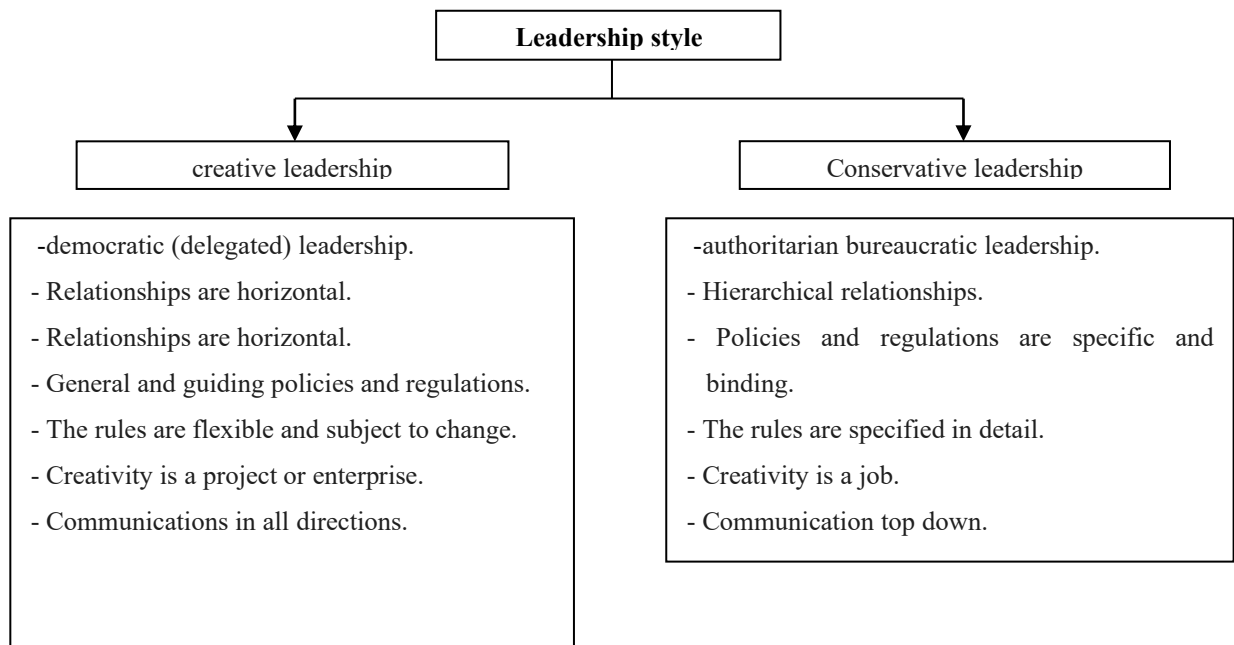 Leadership style
creative leadership
Conservative leadership
-democratic (delegated) leadership.
- Relationships are horizontal.
- Relationships are horizontal.
- General and guiding policies and regulations.
- The rules are flexible and subject to change.
- Creativity is a project or enterprise.
- Communications in all directions.
-authoritarian bureaucratic leadership.
- Hierarchical relationships.
- Policies and regulations are specific and
binding.
- The rules are specified in detail.
- Creativity is a job.
- Communication top down.